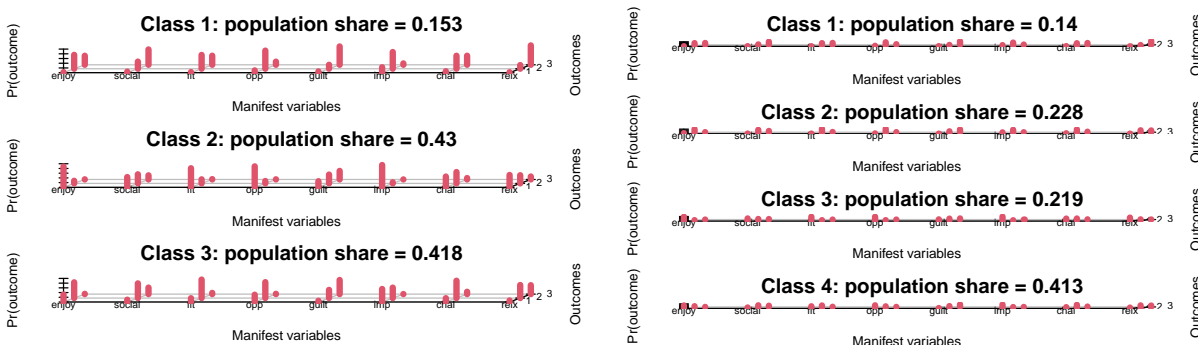 Class 1: population share = 0.153
Pr(outcome)
enjoy social fit opp guilt imp chal relx
1 2 3
Outcomes
Manifest variables
Class 2: population share = 0.43
Pr(outcome)
enjoy social fit opp guilt imp chal relx
1 2 3
Outcomes
Manifest variables
Class 3: population share = 0.418
Pr(outcome)
enjoy social fit opp guilt imp chal relx
1 2 3
Outcomes
Manifest variables
Class 1: population share = 0.14
Pr(outcome)
enjoy social fit opp guilt imp chal relx
2 3
Outcomes
Manifest variables
Class 2: population share = 0.228
Pr(outcome)
enjoy social fit opp guilt imp chal relx
2 3
Outcomes
Manifest variables
Class 3: population share = 0.219
Pr(outcome)
enjoy social fit opp guilt imp chal relx
2 3
Outcomes
Manifest variables
Class 4: population share = 0.413
Pr(outcome)
enjoy social fit opp guilt imp chal relx
2 3
Outcomes
Manifest variables